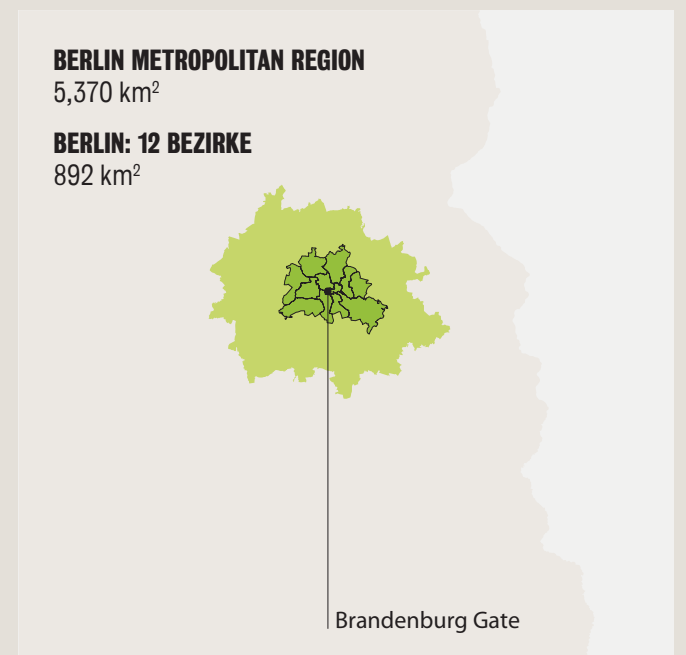 BERLIN METROPOLITAN REGION
5,370 km²
BERLIN: 12 BEZIRKE
892 km²
Brandenburg Gate